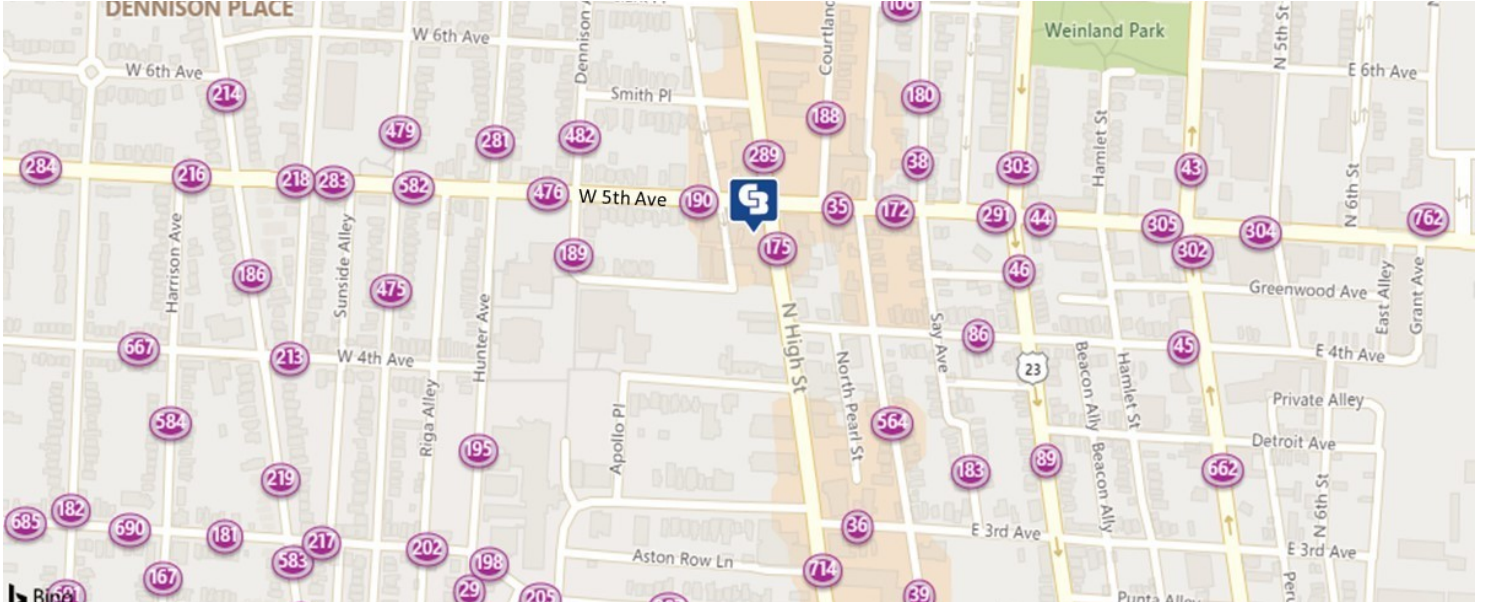 DENNISON PLACE
106
W 6th Ave
Courtland
Weinland Park
N 5th St
W 6th Ave
E 6th Ave
Smith Pl
214
180
188
479
281
482
289
38
303
Hamlet St
43
284
216
218
283
582
476
W 5th Ave
190
35
172
291
44
305
304
N 6th St
762
175
189
302
186
Harrison Ave
Sunside Alley
475
46
Greenwood Ave
East Alley
Grant Ave
Hunter Ave
N High St
Say Ave
86
667
213
W 4th Ave
45
E 4th Ave
23
North Pearl St
Beacon Ally
Hamlet St
Private Alley
584
Riga Alley
Apollo Pl
564
Detroit Ave
195
89
183
662
219
Beacon Ally
N 6th St
182
685
690
181
217
36
E 3rd Ave
E 3rd Ave
202
583
198
Aston Row Ln
714
167
29
205
39
Punta Alley
Peru
Bing